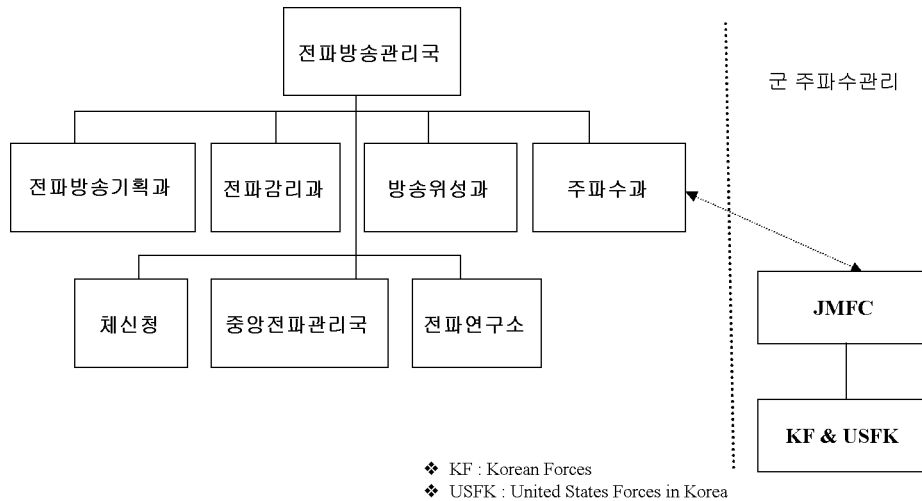 전파방송관리국
군 주파수관리
전파방송기획과
전파감리과
방송위성과
주파수과
체신청
중앙전파관리국
전파연구소
JMFC
KF & USFK
❖ KF : Korean Forces
❖ USFK : United States Forces in Korea